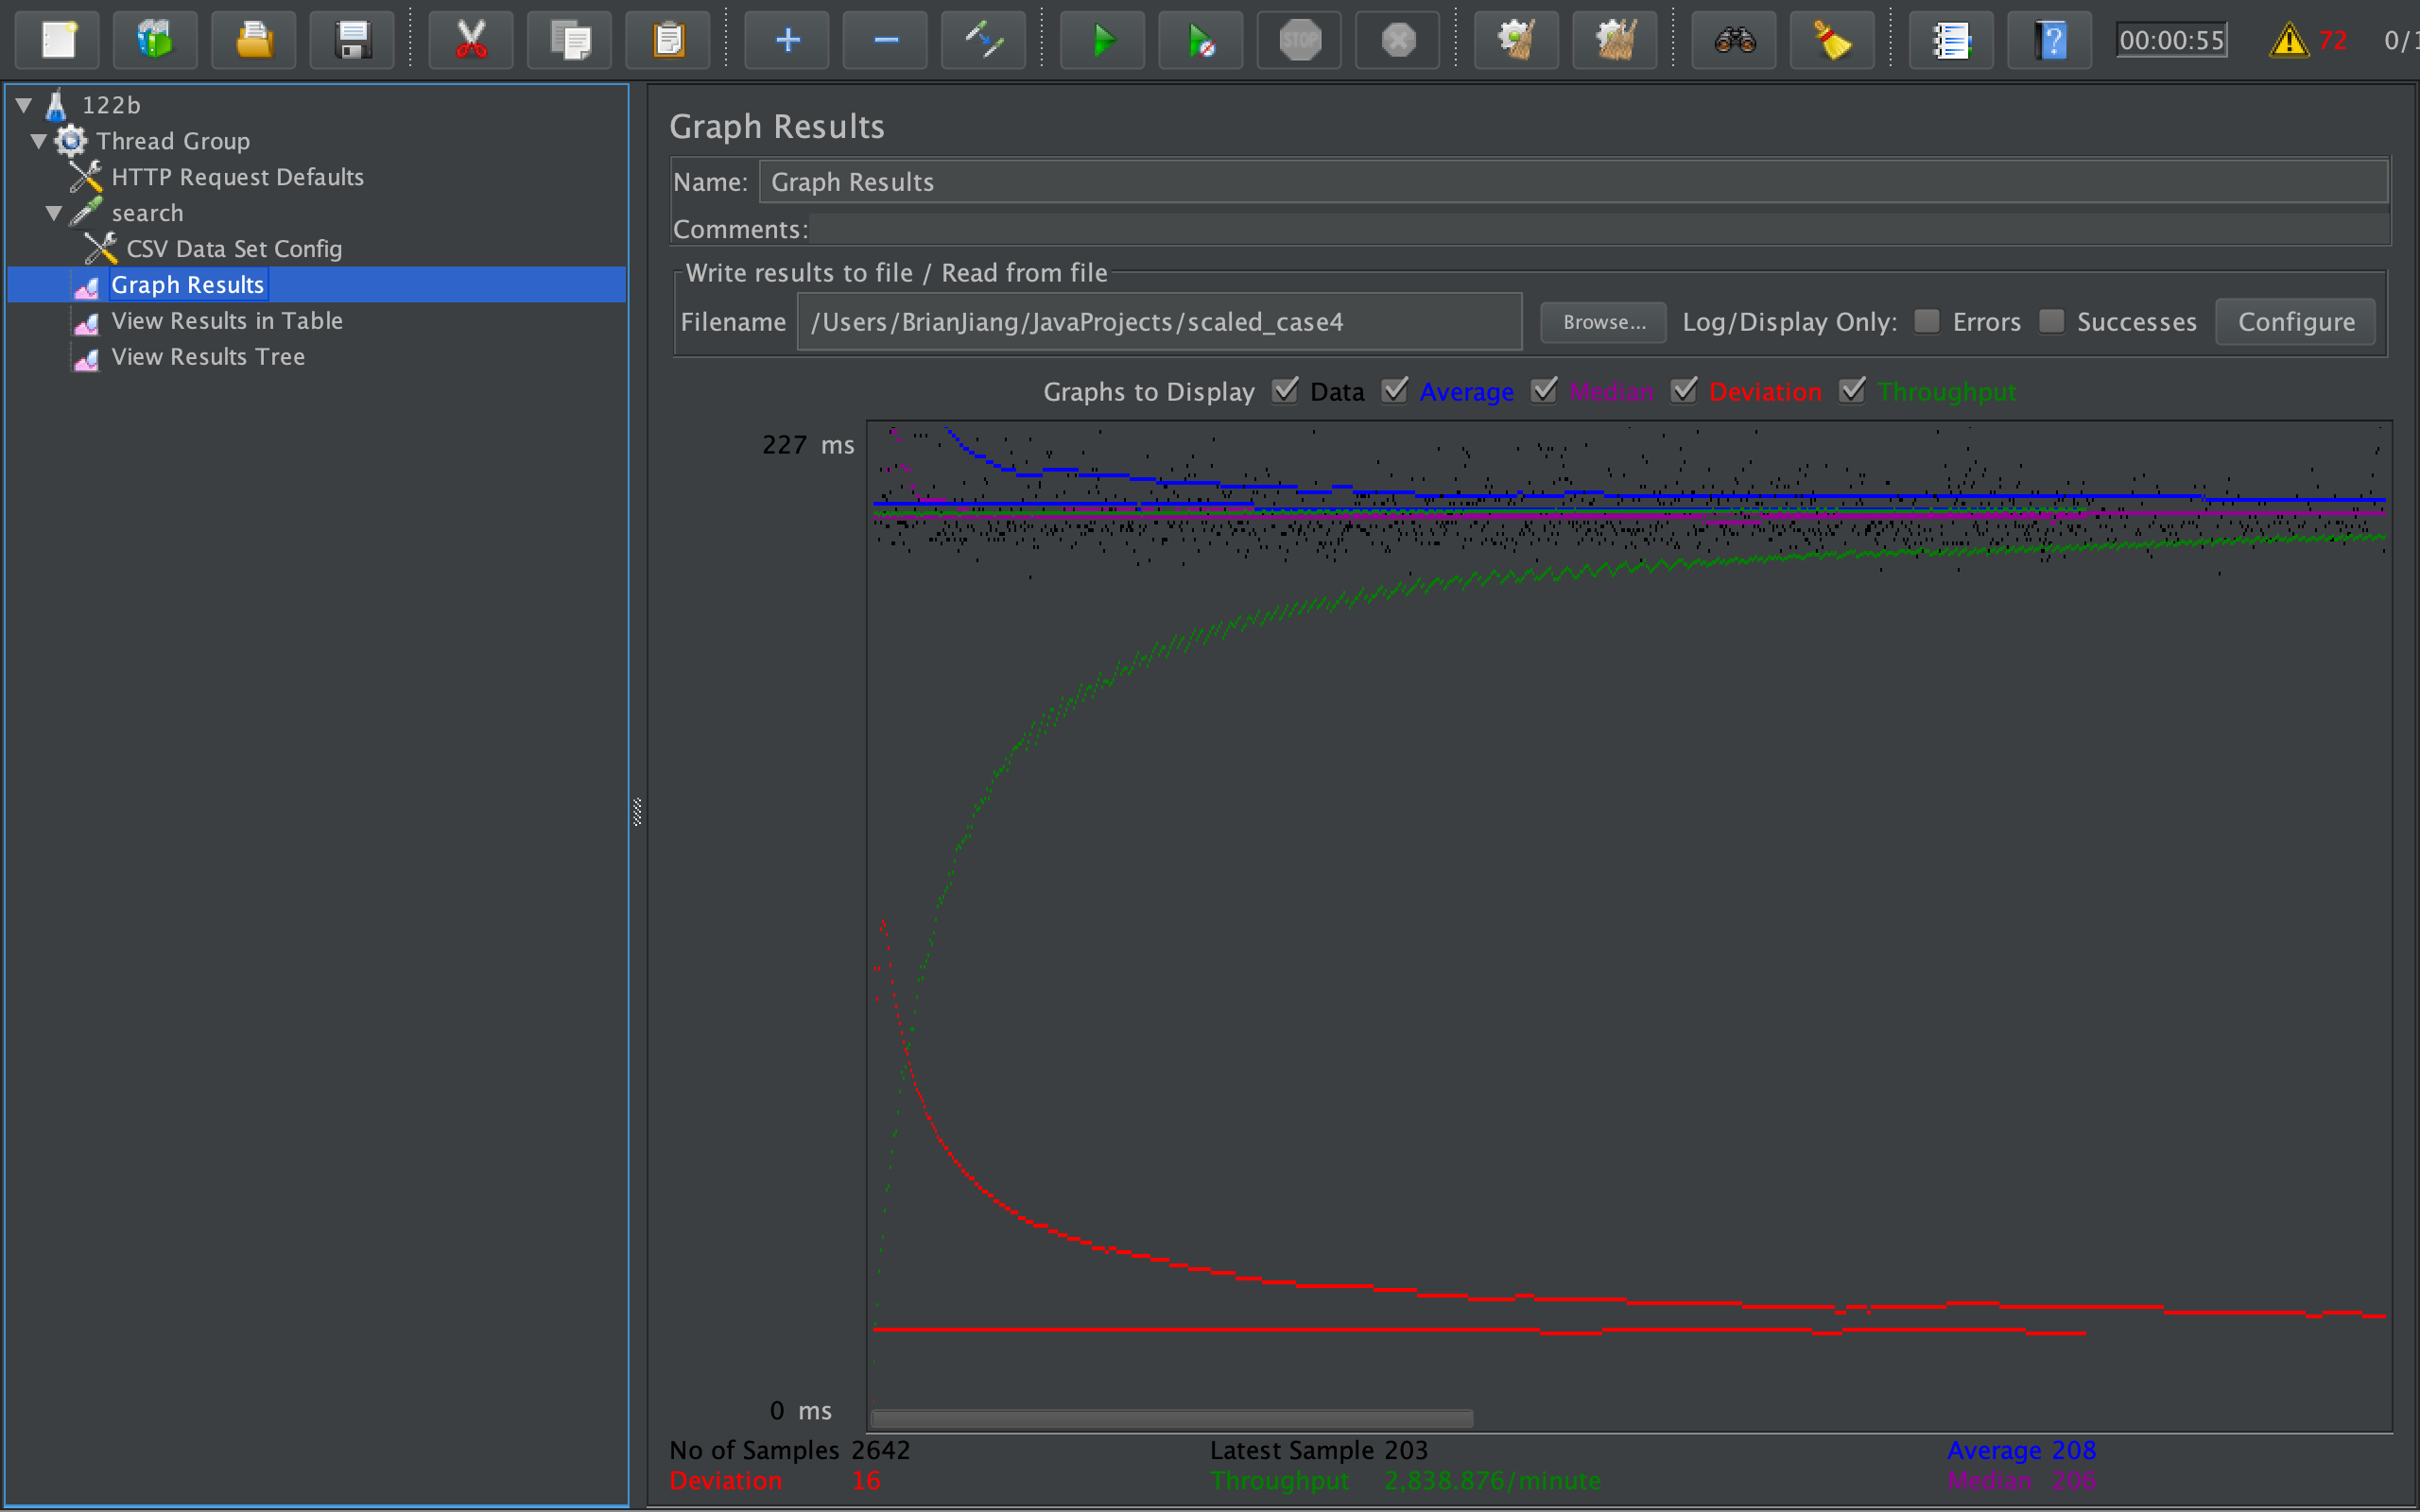 STOP
00:00:55 72 0/1
122b
Thread Group
HTTP Request Defaults
search
CSV Data Set Config
Graph Results
View Results in Table
View Results Tree
Graph Results
Name: Graph Results
Comments:
Write results to file / Read from file
Filename /Users/BrianJiang/JavaProjects/scaled_case4 Browse... Log/Display Only: Errors Successes Configure
Graphs to Display Data Average Median Deviation Throughput
227 ms
0 ms
No of Samples 2642 Latest Sample 203 Average 208
Deviation 16 Throughput 2,838.876/minute Median 206